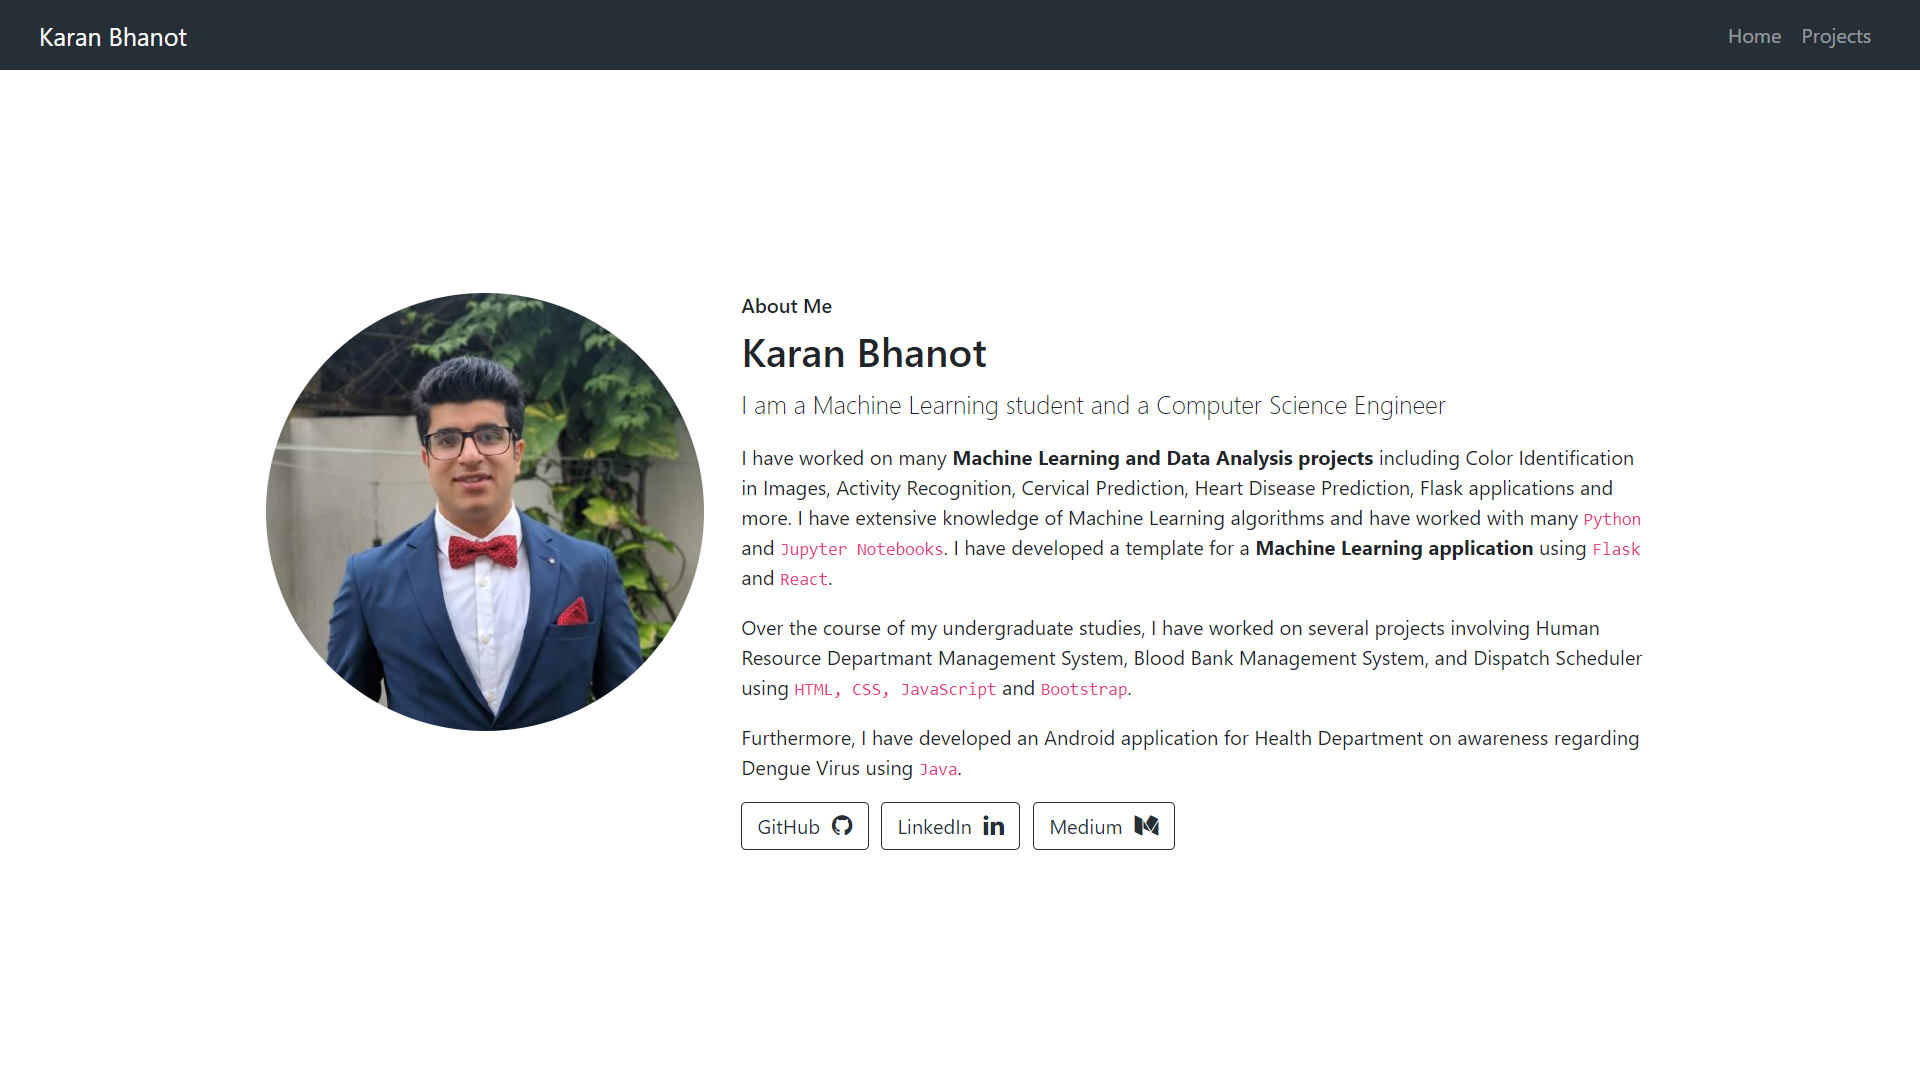 Karan Bhanot
Home
Projects
About Me
Karan Bhanot
I am a Machine Learning student and a Computer Science Engineer
I have worked on many Machine Learning and Data Analysis projects including Color Identification
in Images, Activity Recognition, Cervical Prediction, Heart Disease Prediction, Flask applications and
more. I have extensive knowledge of Machine Learning algorithms and have worked with many Python
and Jupyter Notebooks. I have developed a template for a Machine Learning application using Flask
and React.
Over the course of my undergraduate studies, I have worked on several projects involving Human
Resource Departmant Management System, Blood Bank Management System, and Dispatch Scheduler
using HTML, CSS, JavaScript and Bootstrap.
Furthermore, I have developed an Android application for Health Department on awareness regarding
Dengue Virus using Java.
GitHub
LinkedIn
Medium